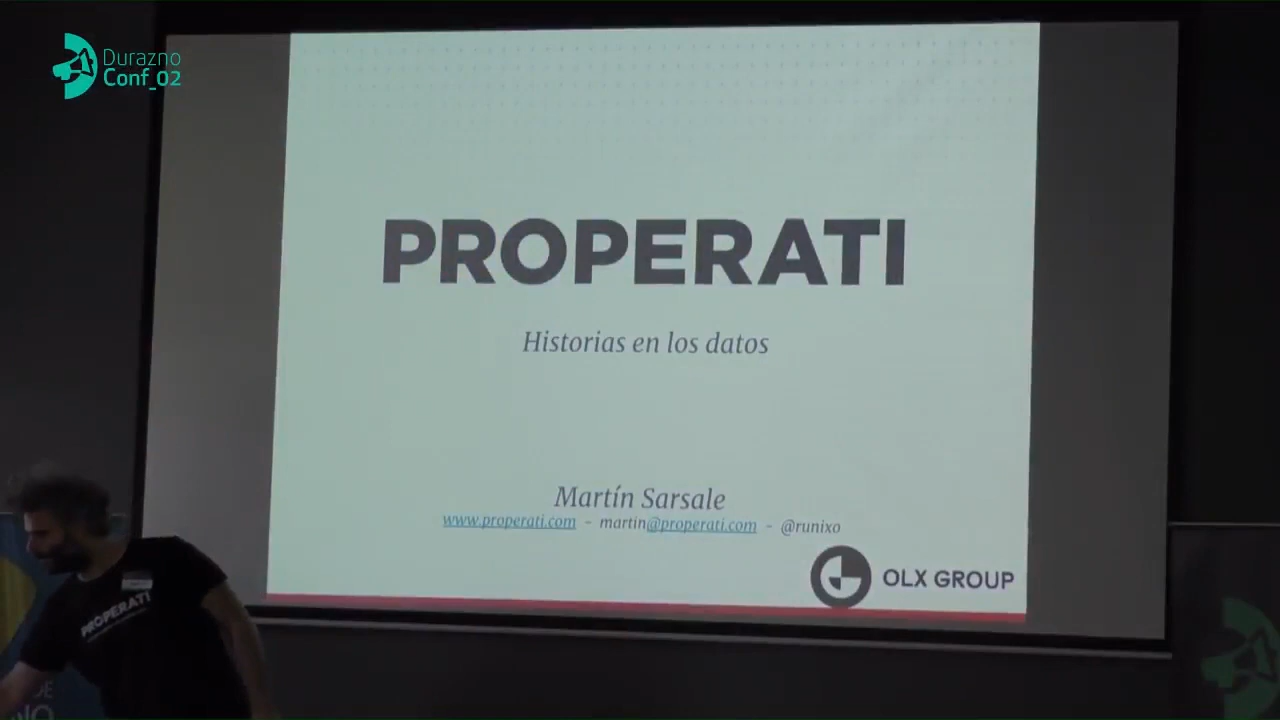 Durazno
Conf_02
PROPERATI
Historias en los datos
Martín Sarsale
www.properati.com - martin@properati.com - @runixo
OLX GROUP
PROPERATI